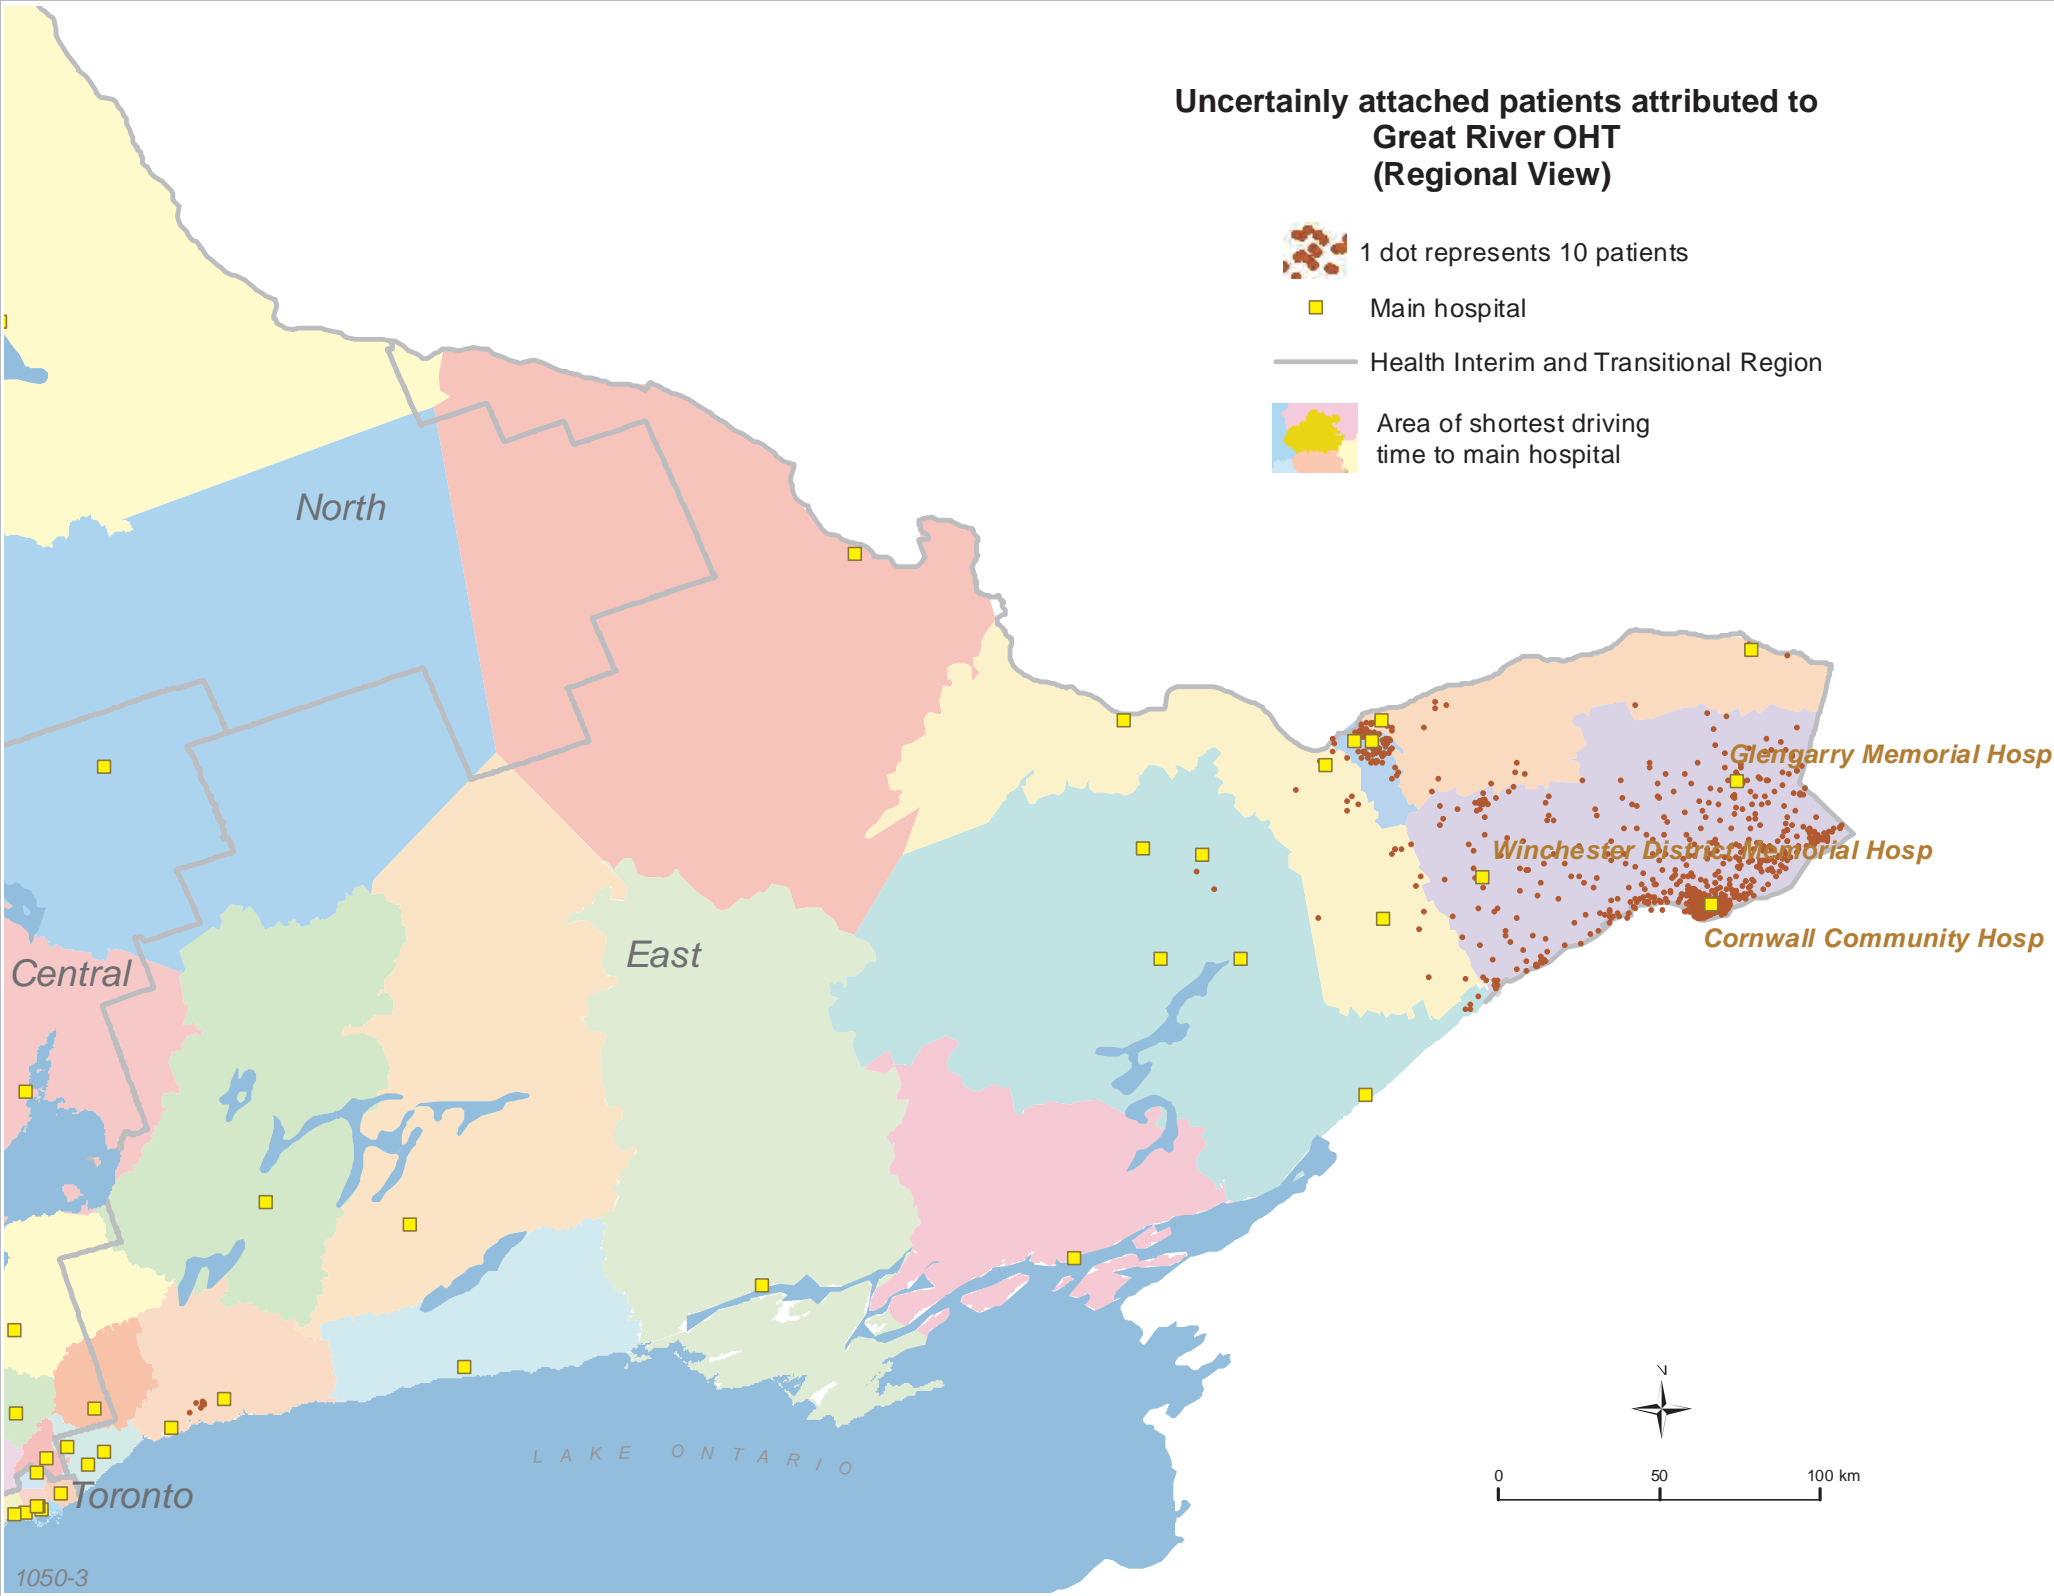 Uncertainly attached patients attributed to
Great River OHT
(Regional View)
1 dot represents 10 patients
Main hospital
Health Interim and Transitional Region
Area of shortest driving
time to main hospital
North
Glengarry Memorial Hosp
Winchester District Memorial Hosp
Cornwall Community Hosp
East
Central
N
LAKE ONTARIO
0 50 100 km
Toronto
1050-3